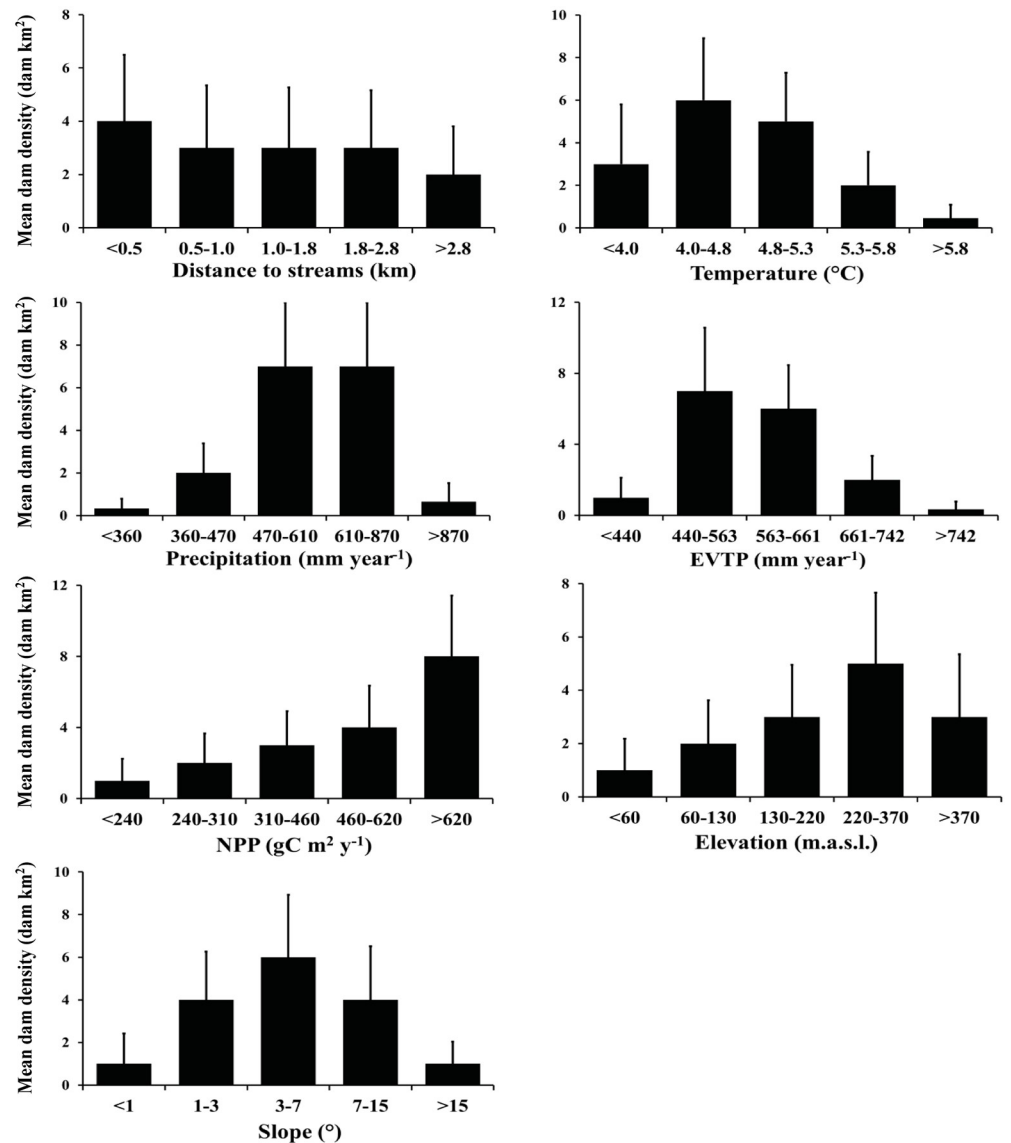 Mean dam density (dam km²)
8
6
4
2
0
<0.5 0.5-1.0 1.0-1.8 1.8-2.8 >2.8
Distance to streams (km)
10
8
6
4
2
0
<4.0 4.0-4.8 4.8-5.3 5.3-5.8 >5.8
Temperature (°C)
Mean dam density (dam km²)
10
8
6
4
2
0
<360 360-470 470-610 610-870 >870
Precipitation (mm year⁻¹)
12
8
4
0
<440 440-563 563-661 661-742 >742
EVTP (mm year⁻¹)
Mean dam density (dam km²)
12
8
4
0
<240 240-310 310-460 460-620 >620
NPP (gC m² y⁻¹)
8
6
4
2
0
<60 60-130 130-220 220-370 >370
Elevation (m.a.s.l.)
Mean dam density (dam km²)
10
8
6
4
2
0
<1 1-3 3-7 7-15 >15
Slope (°)